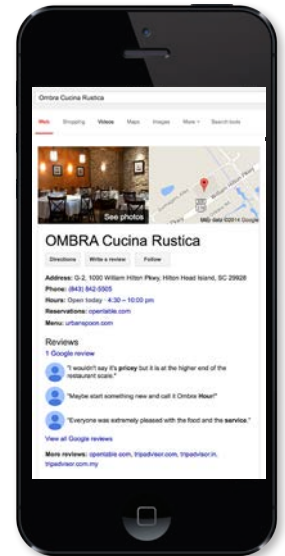 Ombra Cucina Rustica
Web Shopping Videos Maps Images More Search tools
See photos
William Hilton Pkwy
Pkwy
Map data ©2014 Google
OMBRA Cucina Rustica
Directions Write a review Follow
Address: G-2, 1000 William Hilton Pkwy, Hilton Head Island, SC 29928
Phone: (843) 842-5505
Hours: Open today · 4:30 – 10:00 pm
Reservations: opentable.com
Menu: urbanspoon.com
Reviews
1 Google review
"I wouldn't say it's pricey but it is at the higher end of the
restaurant scale."
"Maybe start something new and call it Ombra Hour!"
"Everyone was extremely pleased with the food and the service."
View all Google reviews
More reviews: opentable.com, tripadvisor.com, tripadvisor.in,
tripadvisor.com.my